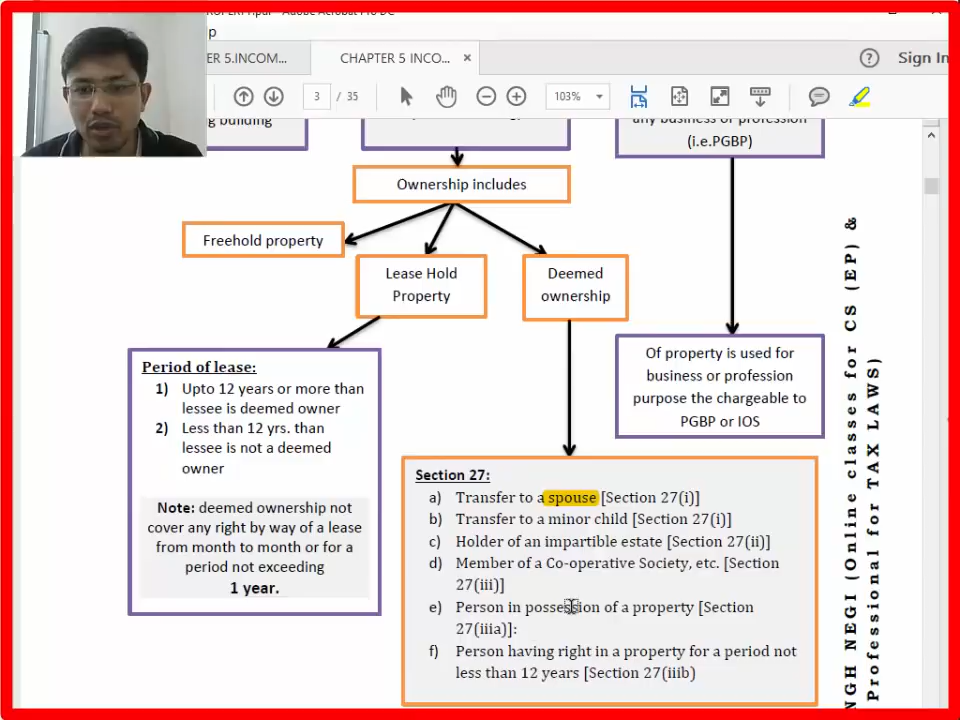 p
ER 5.INCOM...
CHAPTER 5 INCO...
×
?
Sign In
3 / 35
103%
ng building
any business or profession
(i.e.PGBP)
Ownership includes
Freehold property
Lease Hold
Property
Deemed
ownership
Period of lease:
1) Upto 12 years or more than
lessee is deemed owner
2) Less than 12 yrs. than
lessee is not a deemed
owner
Note: deemed ownership not
cover any right by way of a lease
from month to month or for a
period not exceeding
1 year.
Of property is used for
business or profession
purpose the chargeable to
PGBP or IOS
Section 27:
a) Transfer to a spouse [Section 27(i)]
b) Transfer to a minor child [Section 27(i)]
c) Holder of an impartible estate [Section 27(ii)]
d) Member of a Co-operative Society, etc. [Section
27(iii)]
e) Person in possession of a property [Section
27(iiia)]:
f) Person having right in a property for a period not
less than 12 years [Section 27(iiib)
NGH NEGI (Online classes for CS (EP) &
Professional for TAX LAWS)